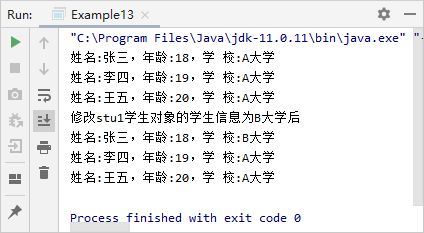 Run: Example13
"C:\Program Files\Java\jdk-11.0.11\bin\java.exe" "-
姓名:张三，年龄:18，学 校:A大学
姓名:李四，年龄:19，学 校:A大学
姓名:王五，年龄:20，学 校:A大学
修改stu1学生对象的学生信息为B大学后
姓名:张三，年龄:18，学 校:B大学
姓名:李四，年龄:19，学 校:A大学
姓名:王五，年龄:20，学 校:A大学
Process finished with exit code 0